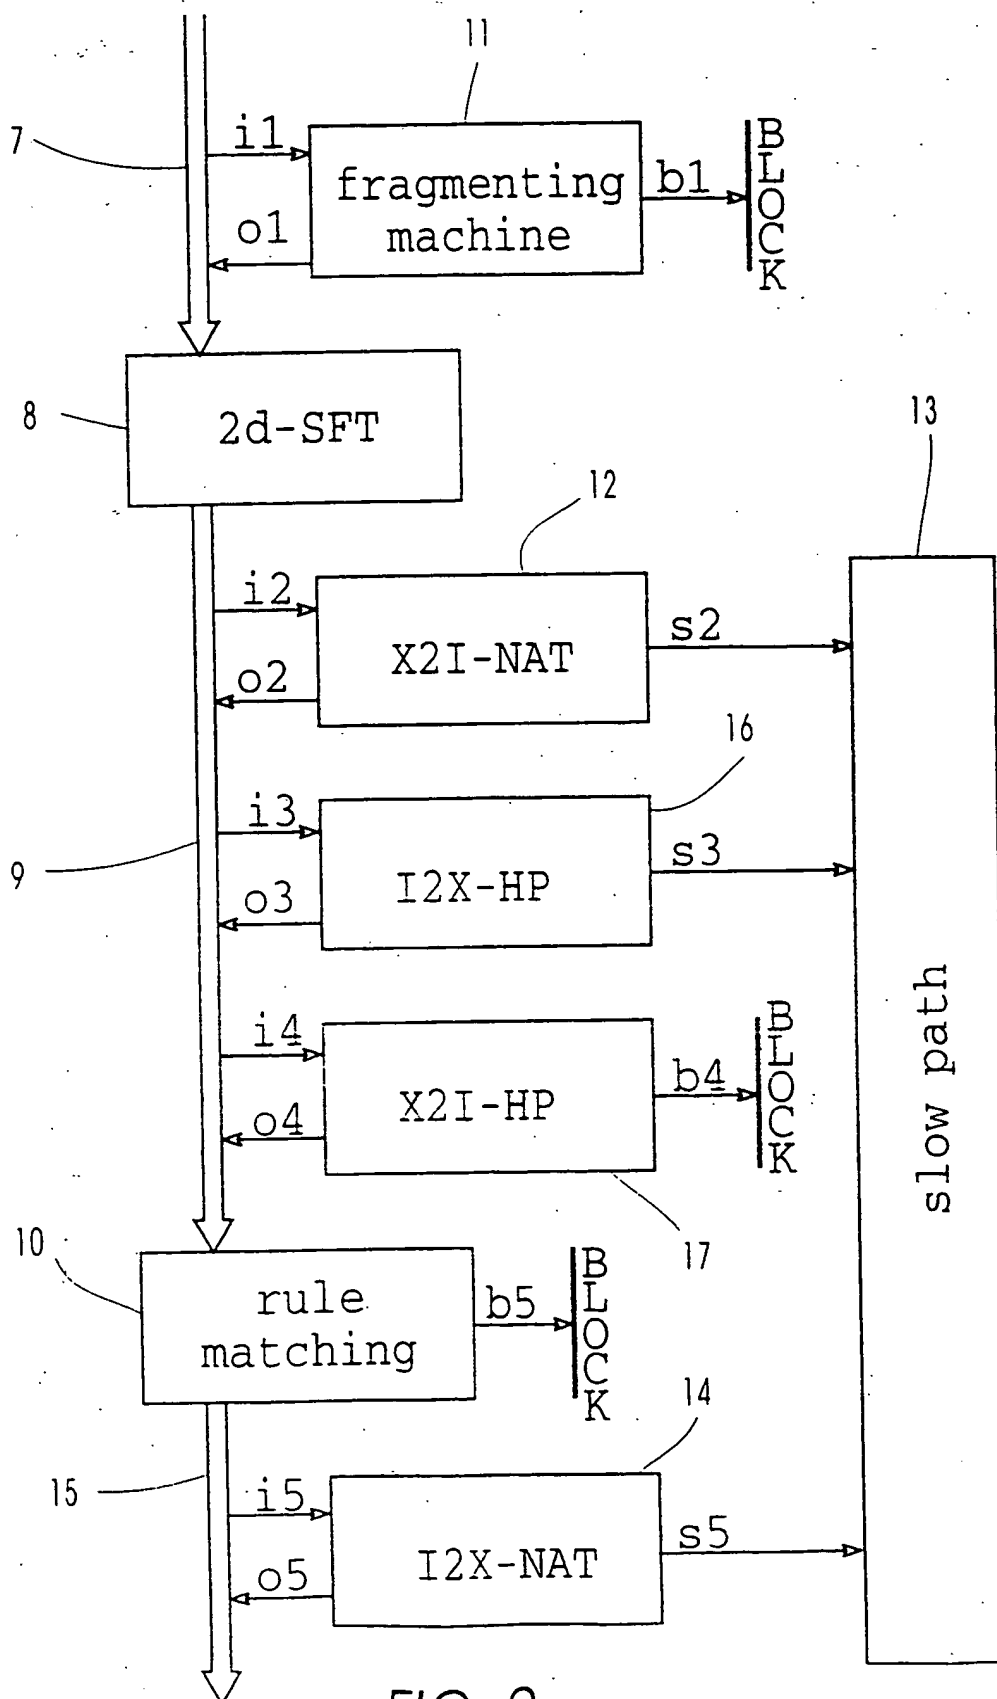 11
7
i1
fragmenting
machine
o1
b1
BLOCK
8
2d-SFT
13
12
i2
X2I-NAT
o2
s2
16
i3
I2X-HP
o3
s3
9
slow path
i4
X2I-HP
o4
b4
BLOCK
17
10
rule
matching
b5
BLOCK
14
15
i5
I2X-NAT
o5
s5